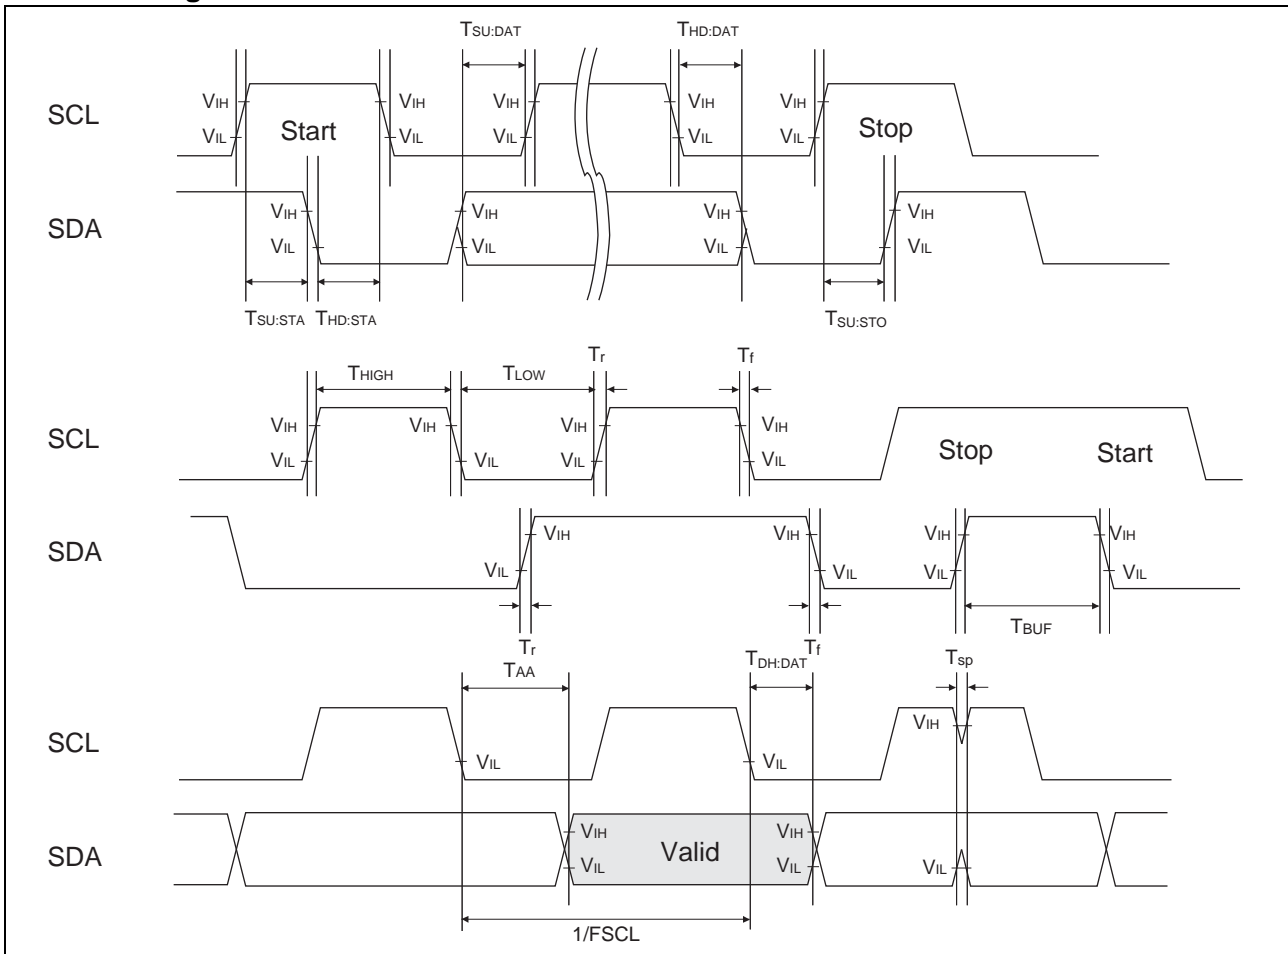 TSU:DAT THD:DAT
SCL VIH VIH VIH VIH VIH
VIL Start VIL VIL VIL VIL Stop
SDA VIH VIH VIH VIH
VIL VIL VIL VIL
TSU:STA THD:STA TSU:STO
THIGH TLOW Tr Tf
SCL VIH VIH VIH VIH
VIL VIL VIL VIL Stop Start
SDA VIH VIH VIH VIH
VIL VIL VIL VIL
Tr Tf TBUF
TAA TDH:DAT Tsp
SCL VIH
VIL VIL
SDA VIH Valid VIH
VIL VIL VIL
1/FSCL